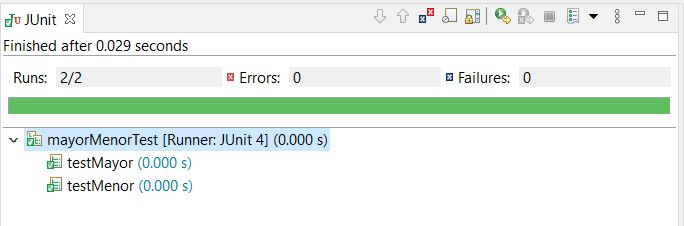 JUnit
Finished after 0.029 seconds
Runs: 2/2 Errors: 0 Failures: 0
mayorMenorTest [Runner: JUnit 4] (0.000 s)
testMayor (0.000 s)
testMenor (0.000 s)